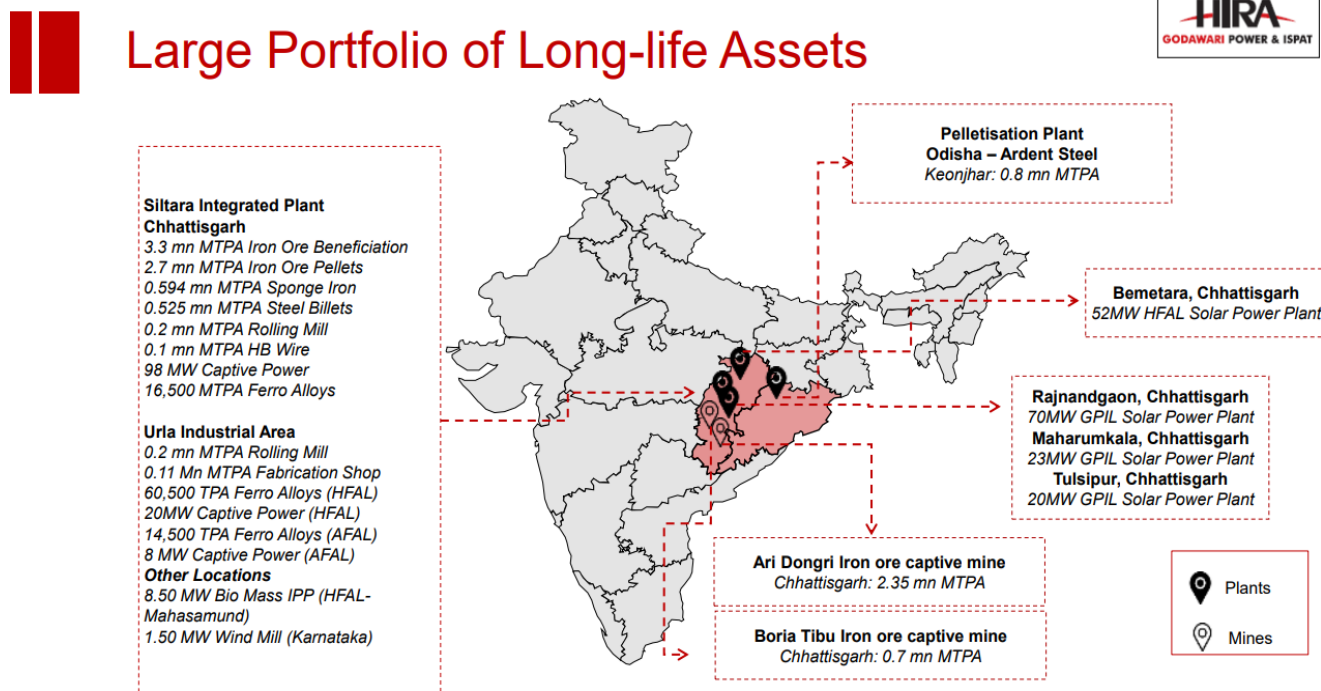 Large Portfolio of Long-life Assets
HIRA
GODAWARI POWER & ISPAT
Siltara Integrated Plant
Chhattisgarh
3.3 mn MTPA Iron Ore Beneficiation
2.7 mn MTPA Iron Ore Pellets
0.594 mn MTPA Sponge Iron
0.525 mn MTPA Steel Billets
0.2 mn MTPA Rolling Mill
0.1 mn MTPA HB Wire
98 MW Captive Power
16,500 MTPA Ferro Alloys
Urla Industrial Area
0.2 mn MTPA Rolling Mill
0.11 Mn MTPA Fabrication Shop
60,500 TPA Ferro Alloys (HFAL)
20MW Captive Power (HFAL)
14,500 TPA Ferro Alloys (AFAL)
8 MW Captive Power (AFAL)
Other Locations
8.50 MW Bio Mass IPP (HFAL-
Mahasamund)
1.50 MW Wind Mill (Karnataka)
Pelletisation Plant
Odisha – Ardent Steel
Keonjhar: 0.8 mn MTPA
Bemetara, Chhattisgarh
52MW HFAL Solar Power Plant
Rajnandgaon, Chhattisgarh
70MW GPIL Solar Power Plant
Maharumkala, Chhattisgarh
23MW GPIL Solar Power Plant
Tulsipur, Chhattisgarh
20MW GPIL Solar Power Plant
Ari Dongri Iron ore captive mine
Chhattisgarh: 2.35 mn MTPA
Boria Tibu Iron ore captive mine
Chhattisgarh: 0.7 mn MTPA
Plants
Mines